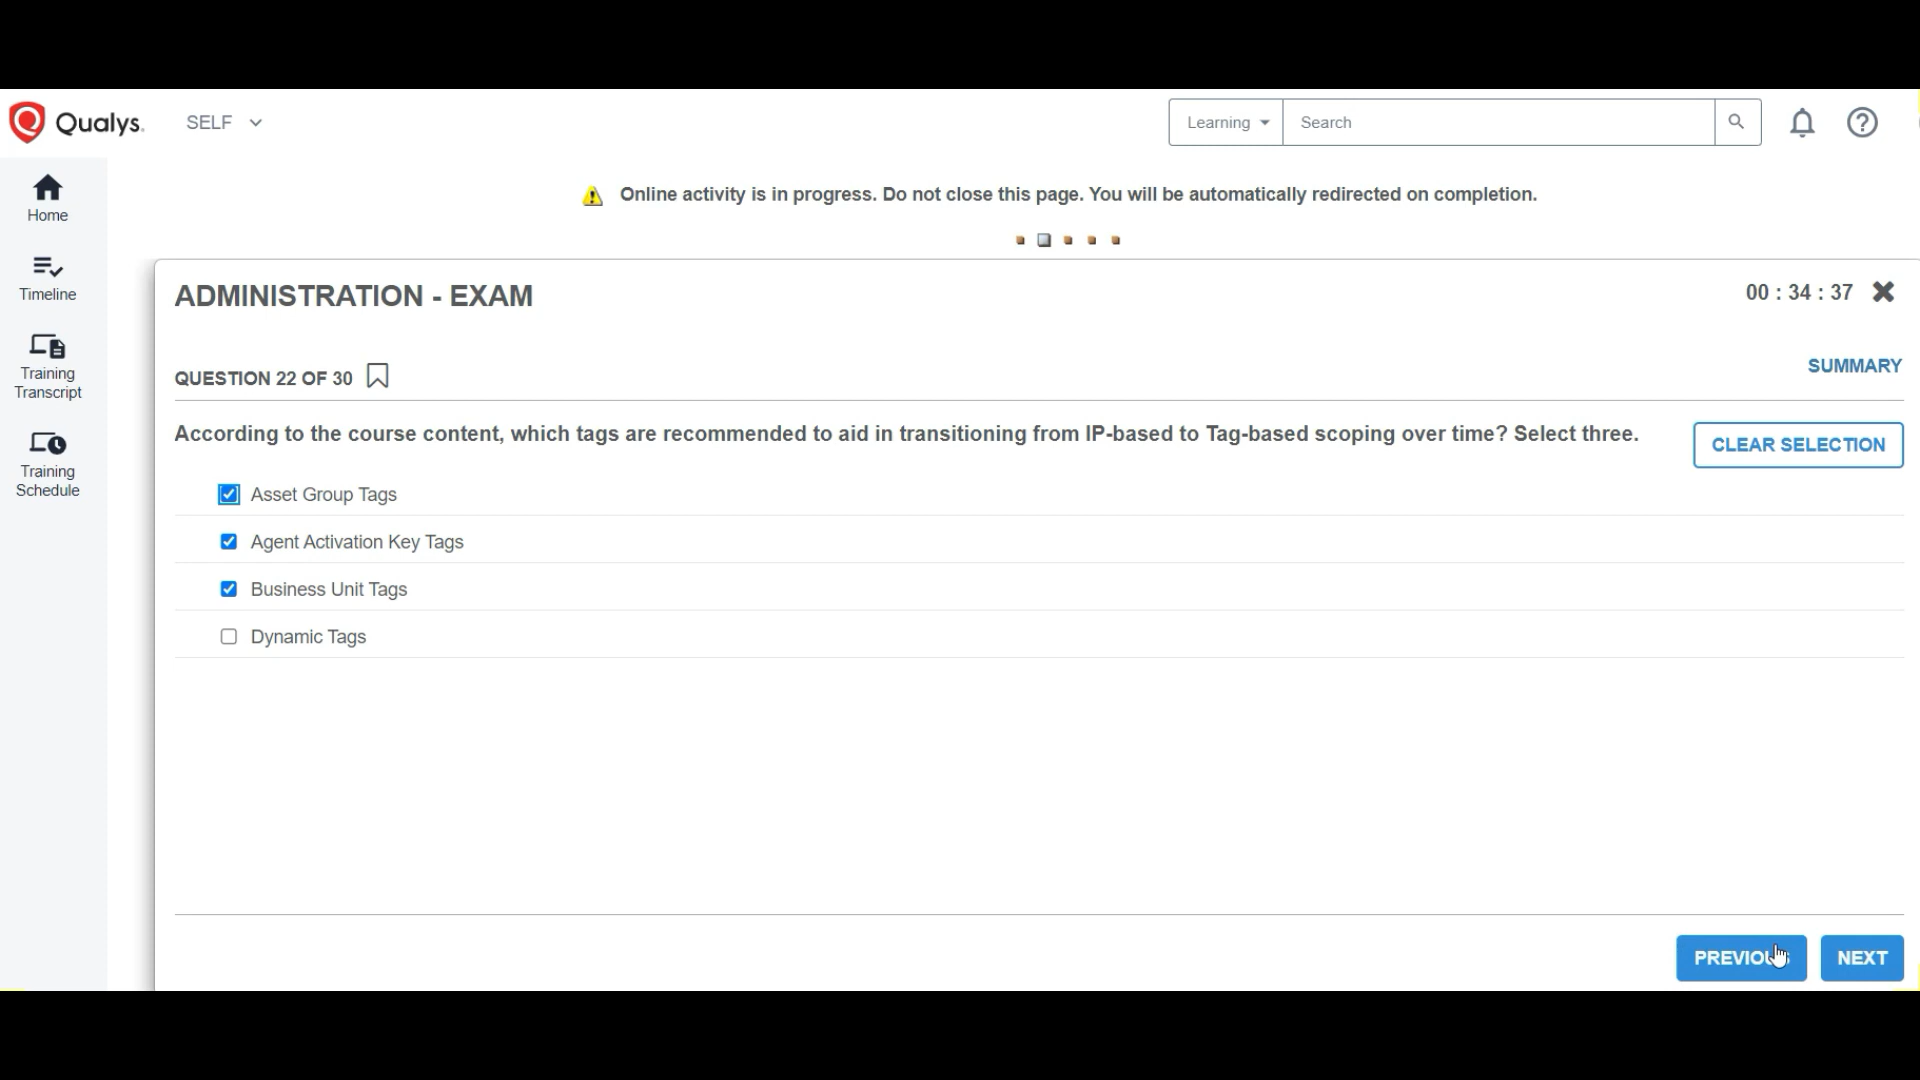 Qualys.
SELF
Learning
Search
Home
Timeline
Training
Transcript
Training
Schedule
Online activity is in progress. Do not close this page. You will be automatically redirected on completion.
ADMINISTRATION - EXAM
00 : 34 : 37
QUESTION 22 OF 30
SUMMARY
According to the course content, which tags are recommended to aid in transitioning from IP-based to Tag-based scoping over time? Select three.
CLEAR SELECTION
Asset Group Tags
Agent Activation Key Tags
Business Unit Tags
Dynamic Tags
PREVIOUS
NEXT